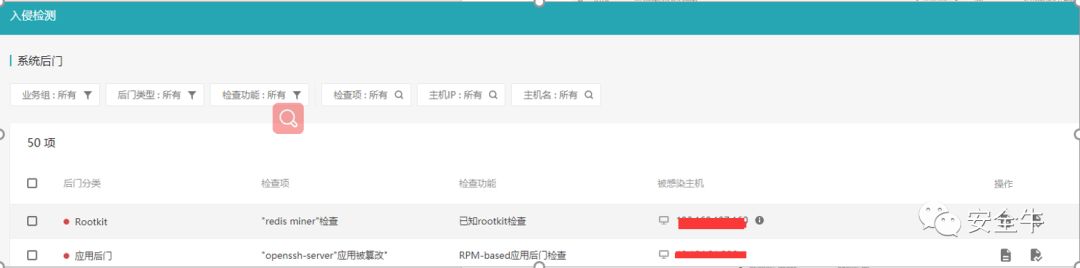 入侵检测
系统后门
业务组 : 所有 后门类型 : 所有 检查功能 : 所有 检查项 : 所有 主机IP : 所有 主机名 : 所有
50 项
后门分类 检查项 检查功能 被感染主机 操作
Rootkit "redis miner"检查 已知rootkit检查
应用后门 "openssh-server"应用被篡改" RPM-based应用后门检查
安全牛